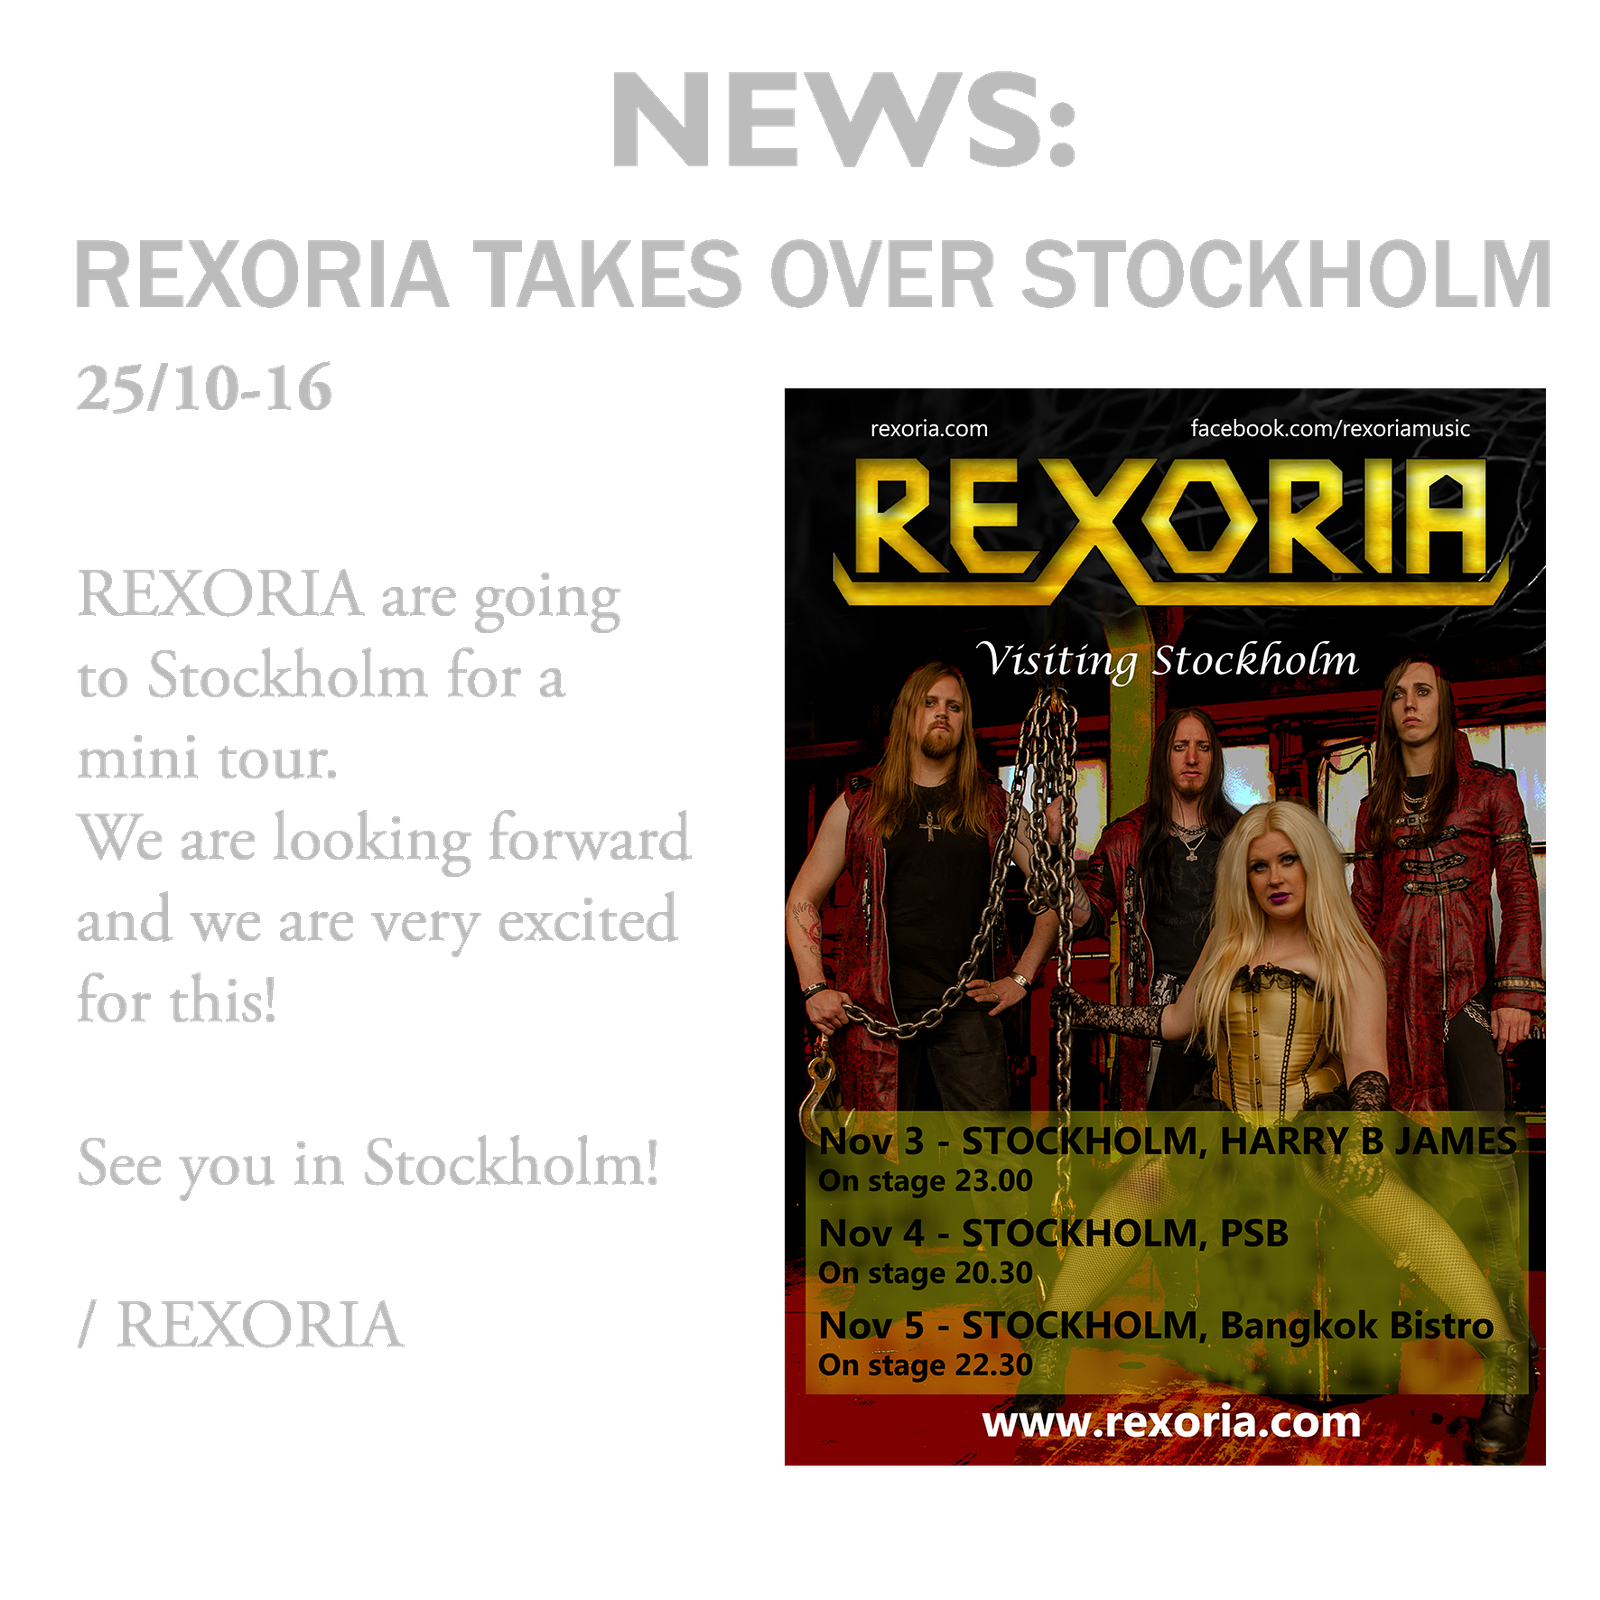 NEWS:
REXORIA TAKES OVER STOCKHOLM
25/10-16
REXORIA are going
to Stockholm for a
mini tour.
We are looking forward
and we are very excited
for this!
See you in Stockholm!
/ REXORIA
rexoria.com
facebook.com/rexoriamusic
REXORIA
Visiting Stockholm
Nov 3 - STOCKHOLM, HARRY B JAMES
On stage 23.00
Nov 4 - STOCKHOLM, PSB
On stage 20.30
Nov 5 - STOCKHOLM, Bangkok Bistro
On stage 22.30
www.rexoria.com